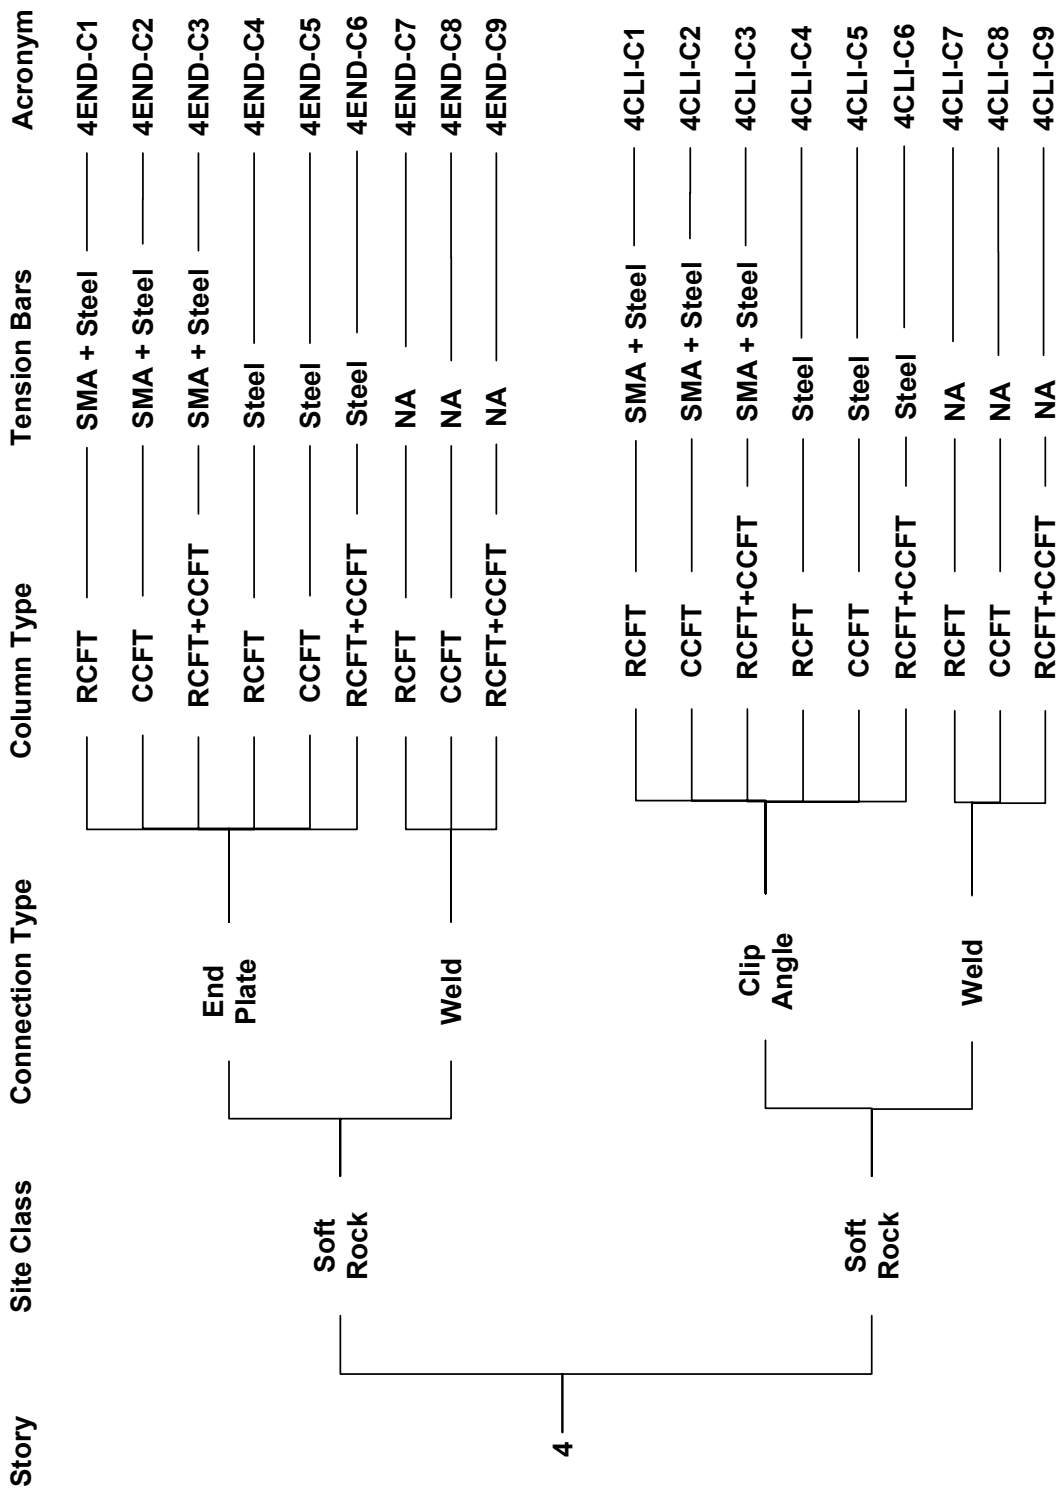 Story
Site Class
Connection Type
Column Type
Tension Bars
Acronym
4
Soft
Rock
End
Plate
RCFT
SMA + Steel
4END-C1
CCFT
SMA + Steel
4END-C2
RCFT+CCFT
SMA + Steel
4END-C3
RCFT
Steel
4END-C4
CCFT
Steel
4END-C5
RCFT+CCFT
Steel
4END-C6
Weld
RCFT
NA
4END-C7
CCFT
NA
4END-C8
RCFT+CCFT
NA
4END-C9
Soft
Rock
Clip
Angle
RCFT
SMA + Steel
4CLI-C1
CCFT
SMA + Steel
4CLI-C2
RCFT+CCFT
SMA + Steel
4CLI-C3
RCFT
Steel
4CLI-C4
CCFT
Steel
4CLI-C5
RCFT+CCFT
Steel
4CLI-C6
Weld
RCFT
NA
4CLI-C7
CCFT
NA
4CLI-C8
RCFT+CCFT
NA
4CLI-C9